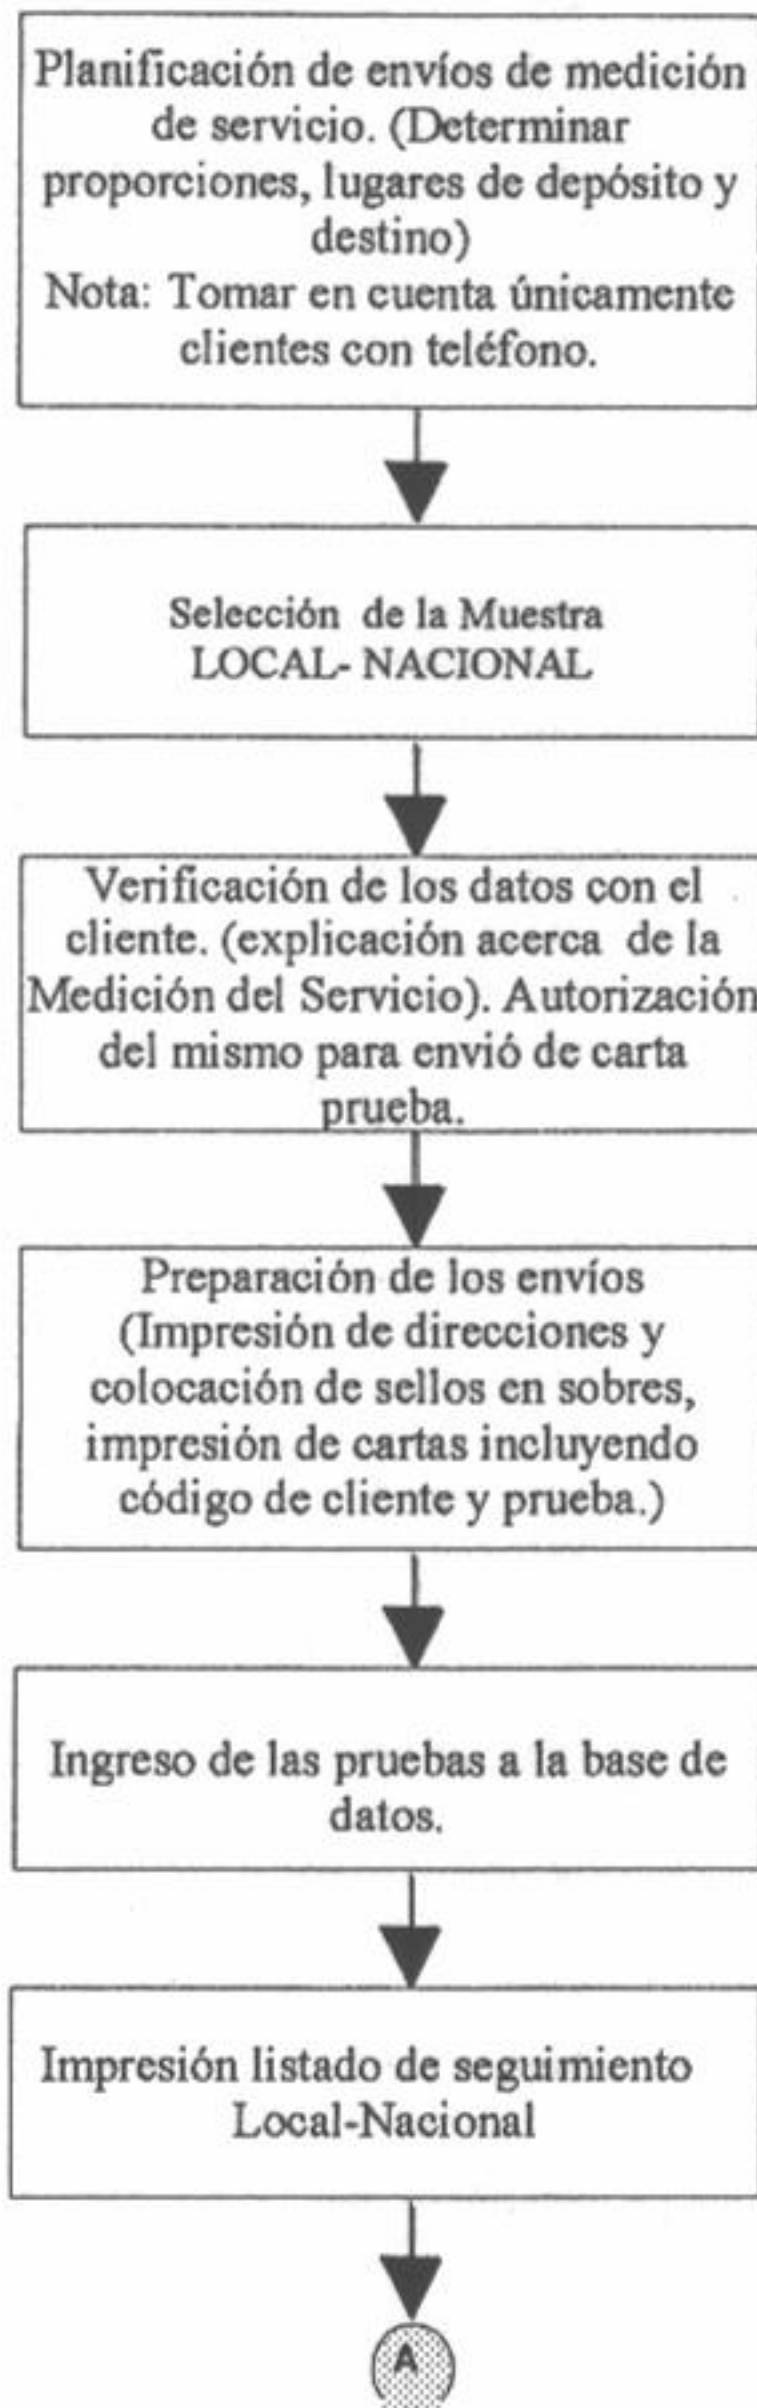 Planificación de envíos de medición
de servicio. (Determinar
proporciones, lugares de depósito y
destino)
Nota: Tomar en cuenta únicamente
clientes con teléfono.
Selección de la Muestra
LOCAL- NACIONAL
Verificación de los datos con el
cliente. (explicación acerca de la
Medición del Servicio). Autorización
del mismo para envió de carta
prueba.
Preparación de los envíos
(Impresión de direcciones y
colocación de sellos en sobres,
impresión de cartas incluyendo
código de cliente y prueba.)
Ingreso de las pruebas a la base de
datos.
Impresión listado de seguimiento
Local-Nacional
A